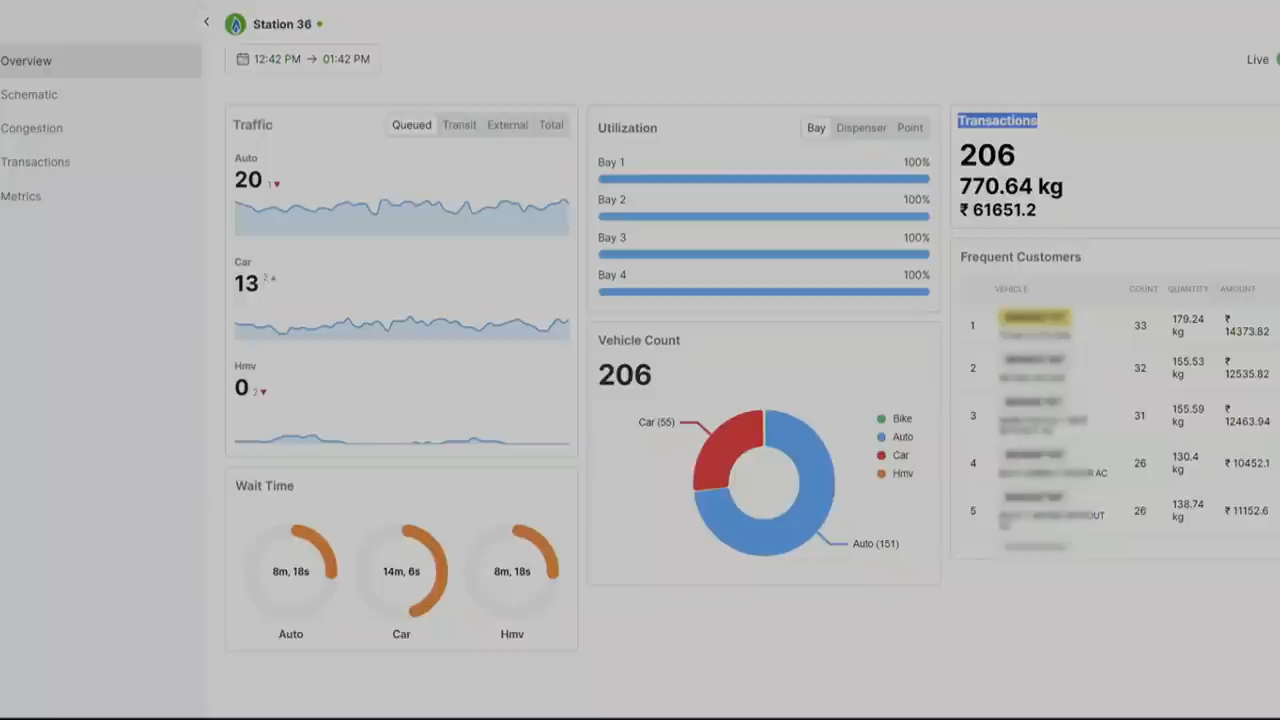 Station 36
12:42 PM → 01:42 PM
Live
Overview
Schematic
Congestion
Transactions
Metrics
Traffic
Queued Transit External Total
Auto
20 1
Car
13 2
Hmv
0 2
Wait Time
8m, 18s 14m, 6s 8m, 18s
Auto Car Hmv
Utilization
Bay Dispenser Point
Bay 1 100%
Bay 2 100%
Bay 3 100%
Bay 4 100%
Vehicle Count
206
Car (55)
Auto (151)
Bike
Auto
Car
Hmv
Transactions
206
770.64 kg
₹ 61651.2
Frequent Customers
VEHICLE COUNT QUANTITY AMOUNT
1 33 179.24 kg ₹ 14373.82
2 32 155.53 kg ₹ 12535.82
3 31 155.59 kg ₹ 12463.94
4 AC 26 130.4 kg ₹ 10452.1
5 26 138.74 kg ₹ 11152.6